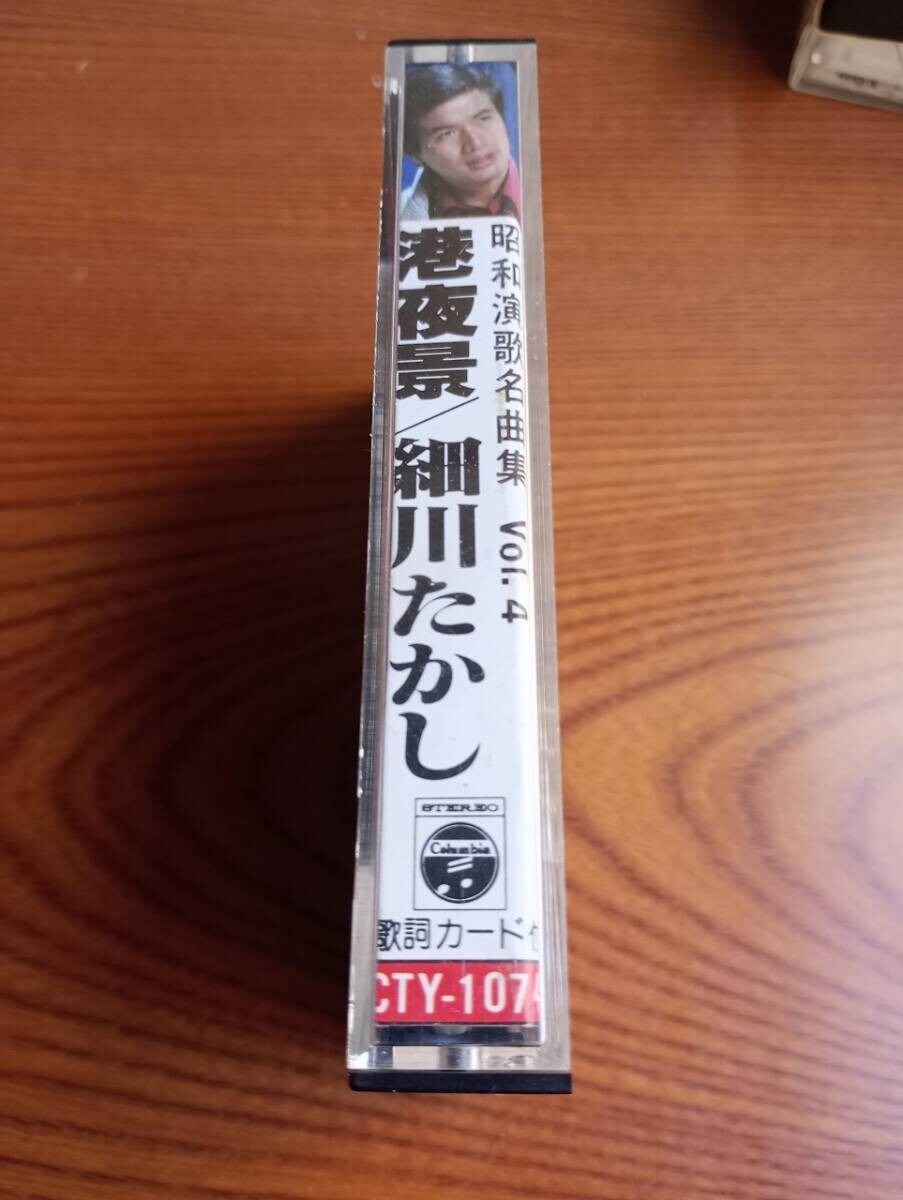 昭和演歌名曲集 Vol. 4
港夜景/細川たかし
STEREO
Columbia
歌詞カード
CTY-107